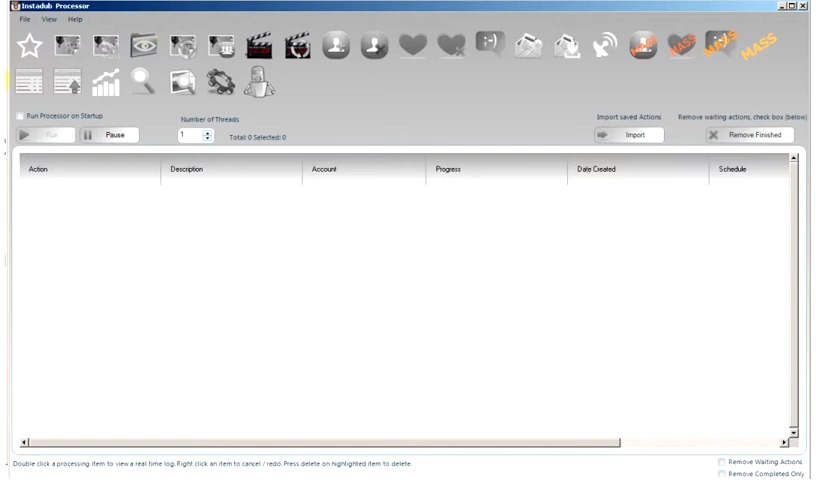 Instadub Processor
File View Help
:-) MASS MASS MASS MASS
Run Processor on Startup
Number of Threads
Import saved Actions
Remove waiting actions, check box (below)
Run
Pause
1
Total: 0 Selected: 0
Import
Remove Finished
Action Description Account Progress Date Created Schedule
Double click a processing item to view a real time log. Right click an item to cancel / redo. Press delete on highlighted item to delete.
Remove Waiting Actions
Remove Completed Only